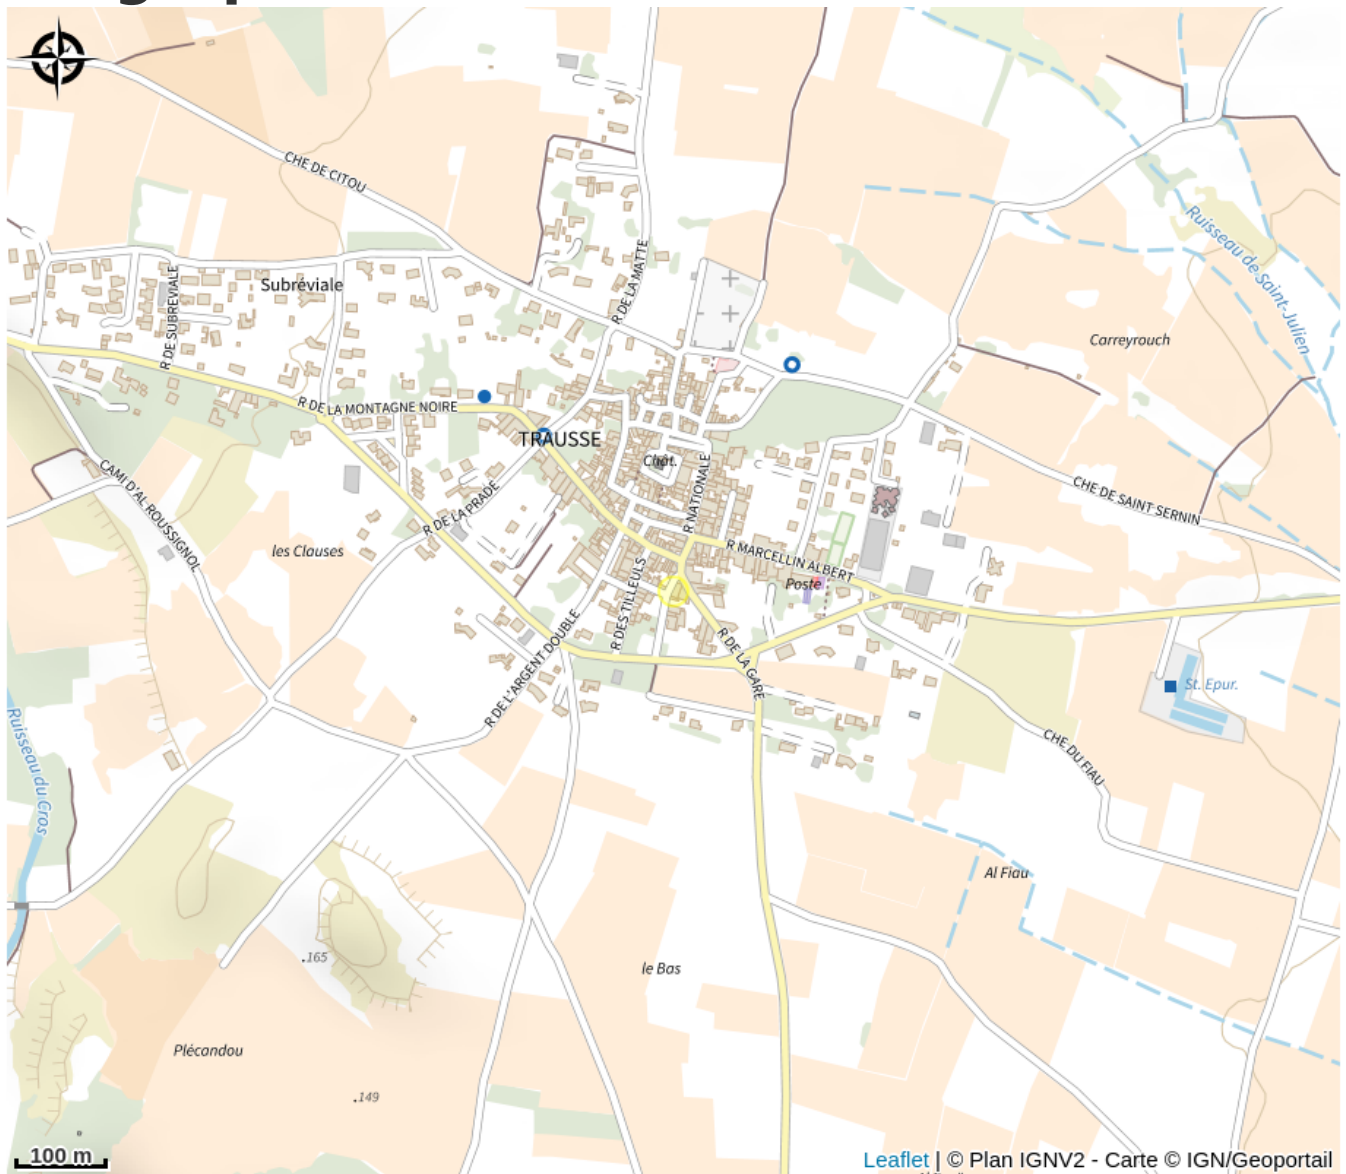 CHE DE CITOU
R DE LA MATTE
Ruisseau de Saint-Julien
Subréviale
R DE SUBREVIALE
Carreyrouch
R DE LA MONTAGNE NOIRE
TRAUSSE
Chât.
R NATIONALE
CAMI D'AL ROUSSIGNOL
R DE LA PRADE
CHE DE SAINT SERNIN
les Clauses
R MARCELLIN ALBERT
Poste
R DES TILLEULS
R DE L'ARGENT DOUBLE
R DE LA GARE
St. Epur.
Ruisseau du Cros
CHE DU FIAU
Al Fiau
.165
le Bas
Plécandou
.149
100 m
Leaflet | © Plan IGNV2 - Carte © IGN/Geoportail